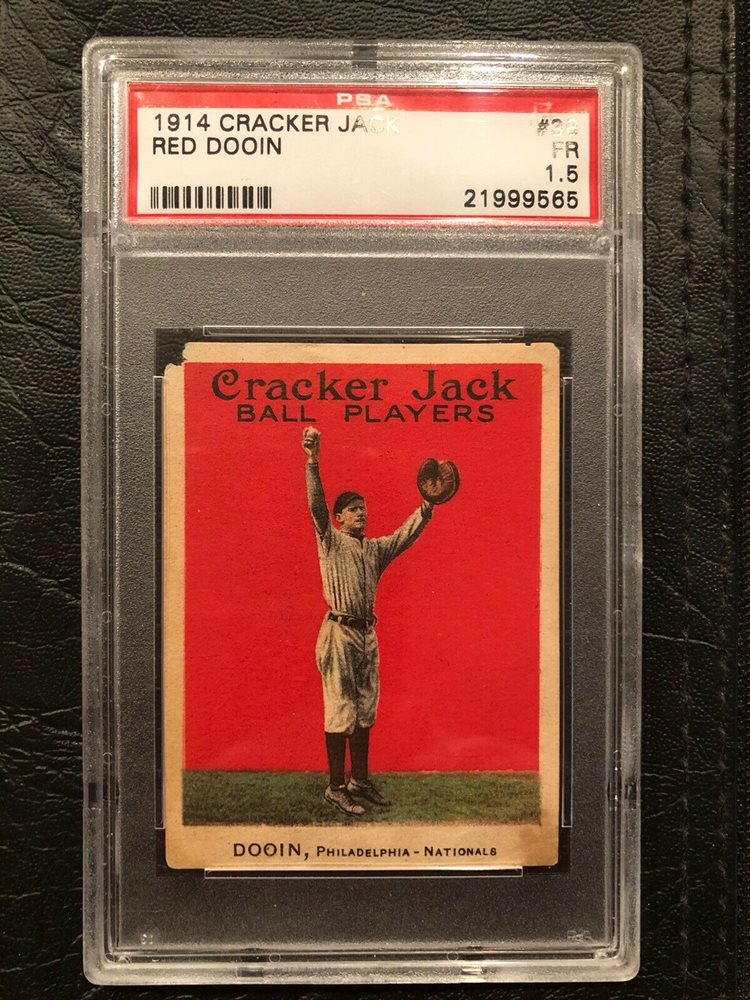 PSA
1914 CRACKER JACK
RED DOOIN
FR
1.5
21999565
Cracker Jack
BALL PLAYERS
DOOIN, PHILADELPHIA - NATIONALS